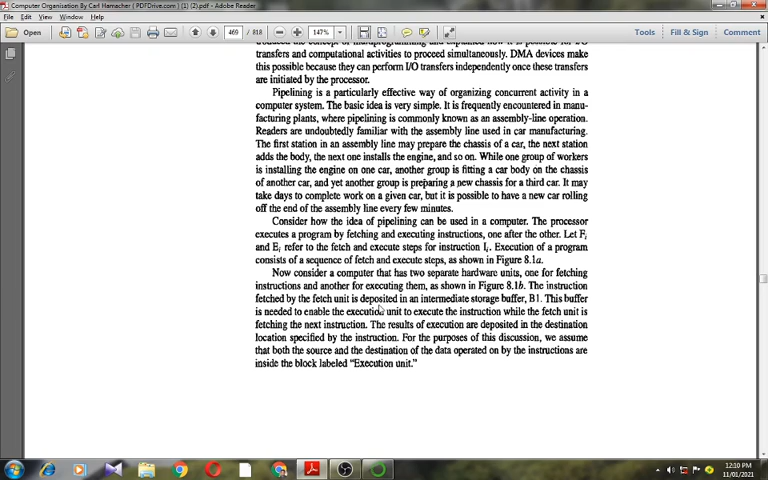 Computer Organisation By Carl Hamacher ( PDFDrive.com ) (1) (2).pdf - Adobe Reader
File Edit View Window Help
Open 469 / 818 147% Tools Fill & Sign Comment
troduced the concept of multiprogramming and explained how it is possible for I/O
transfers and computational activities to proceed simultaneously. DMA devices make
this possible because they can perform I/O transfers independently once these transfers
are initiated by the processor.
Pipelining is a particularly effective way of organizing concurrent activity in a
computer system. The basic idea is very simple. It is frequently encountered in manu-
facturing plants, where pipelining is commonly known as an assembly-line operation.
Readers are undoubtedly familiar with the assembly line used in car manufacturing.
The first station in an assembly line may prepare the chassis of a car, the next station
adds the body, the next one installs the engine, and so on. While one group of workers
is installing the engine on one car, another group is fitting a car body on the chassis
of another car, and yet another group is preparing a new chassis for a third car. It may
take days to complete work on a given car, but it is possible to have a new car rolling
off the end of the assembly line every few minutes.
Consider how the idea of pipelining can be used in a computer. The processor
executes a program by fetching and executing instructions, one after the other. Let Fi
and Ei refer to the fetch and execute steps for instruction Ii. Execution of a program
consists of a sequence of fetch and execute steps, as shown in Figure 8.1a.
Now consider a computer that has two separate hardware units, one for fetching
instructions and another for executing them, as shown in Figure 8.1b. The instruction
fetched by the fetch unit is deposited in an intermediate storage buffer, B1. This buffer
is needed to enable the execution unit to execute the instruction while the fetch unit is
fetching the next instruction. The results of execution are deposited in the destination
location specified by the instruction. For the purposes of this discussion, we assume
that both the source and the destination of the data operated on by the instructions are
inside the block labeled “Execution unit.”
12:10 PM
11/01/2021